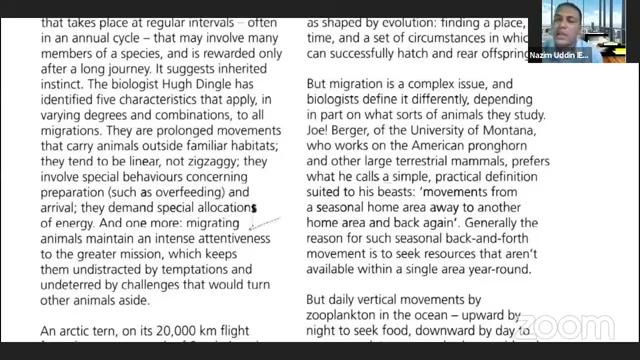 that takes place at regular intervals – often
in an annual cycle – that may involve many
members of a species, and is rewarded only
after a long journey. It suggests inherited
instinct. The biologist Hugh Dingle has
identified five characteristics that apply, in
varying degrees and combinations, to all
migrations. They are prolonged movements
that carry animals outside familiar habitats;
they tend to be linear, not zigzaggy; they
involve special behaviours concerning
preparation (such as overfeeding) and
arrival; they demand special allocations
of energy. And one more: migrating
animals maintain an intense attentiveness
to the greater mission, which keeps
them undistracted by temptations and
undeterred by challenges that would turn
other animals aside.
An arctic tern, on its 20,000 km flight
as shaped by evolution: finding a place,
time, and a set of circumstances in which
can successfully hatch and rear offspring
But migration is a complex issue, and
biologists define it differently, depending
in part on what sorts of animals they study.
Joe! Berger, of the University of Montana,
who works on the American pronghorn
and other large terrestrial mammals, prefers
what he calls a simple, practical definition
suited to his beasts: 'movements from
a seasonal home area away to another
home area and back again'. Generally the
reason for such seasonal back-and-forth
movement is to seek resources that aren't
available within a single area year-round.
But daily vertical movements by
zooplankton in the ocean – upward by
night to seek food, downward by day to
Nazim Uddin IE...
zoom